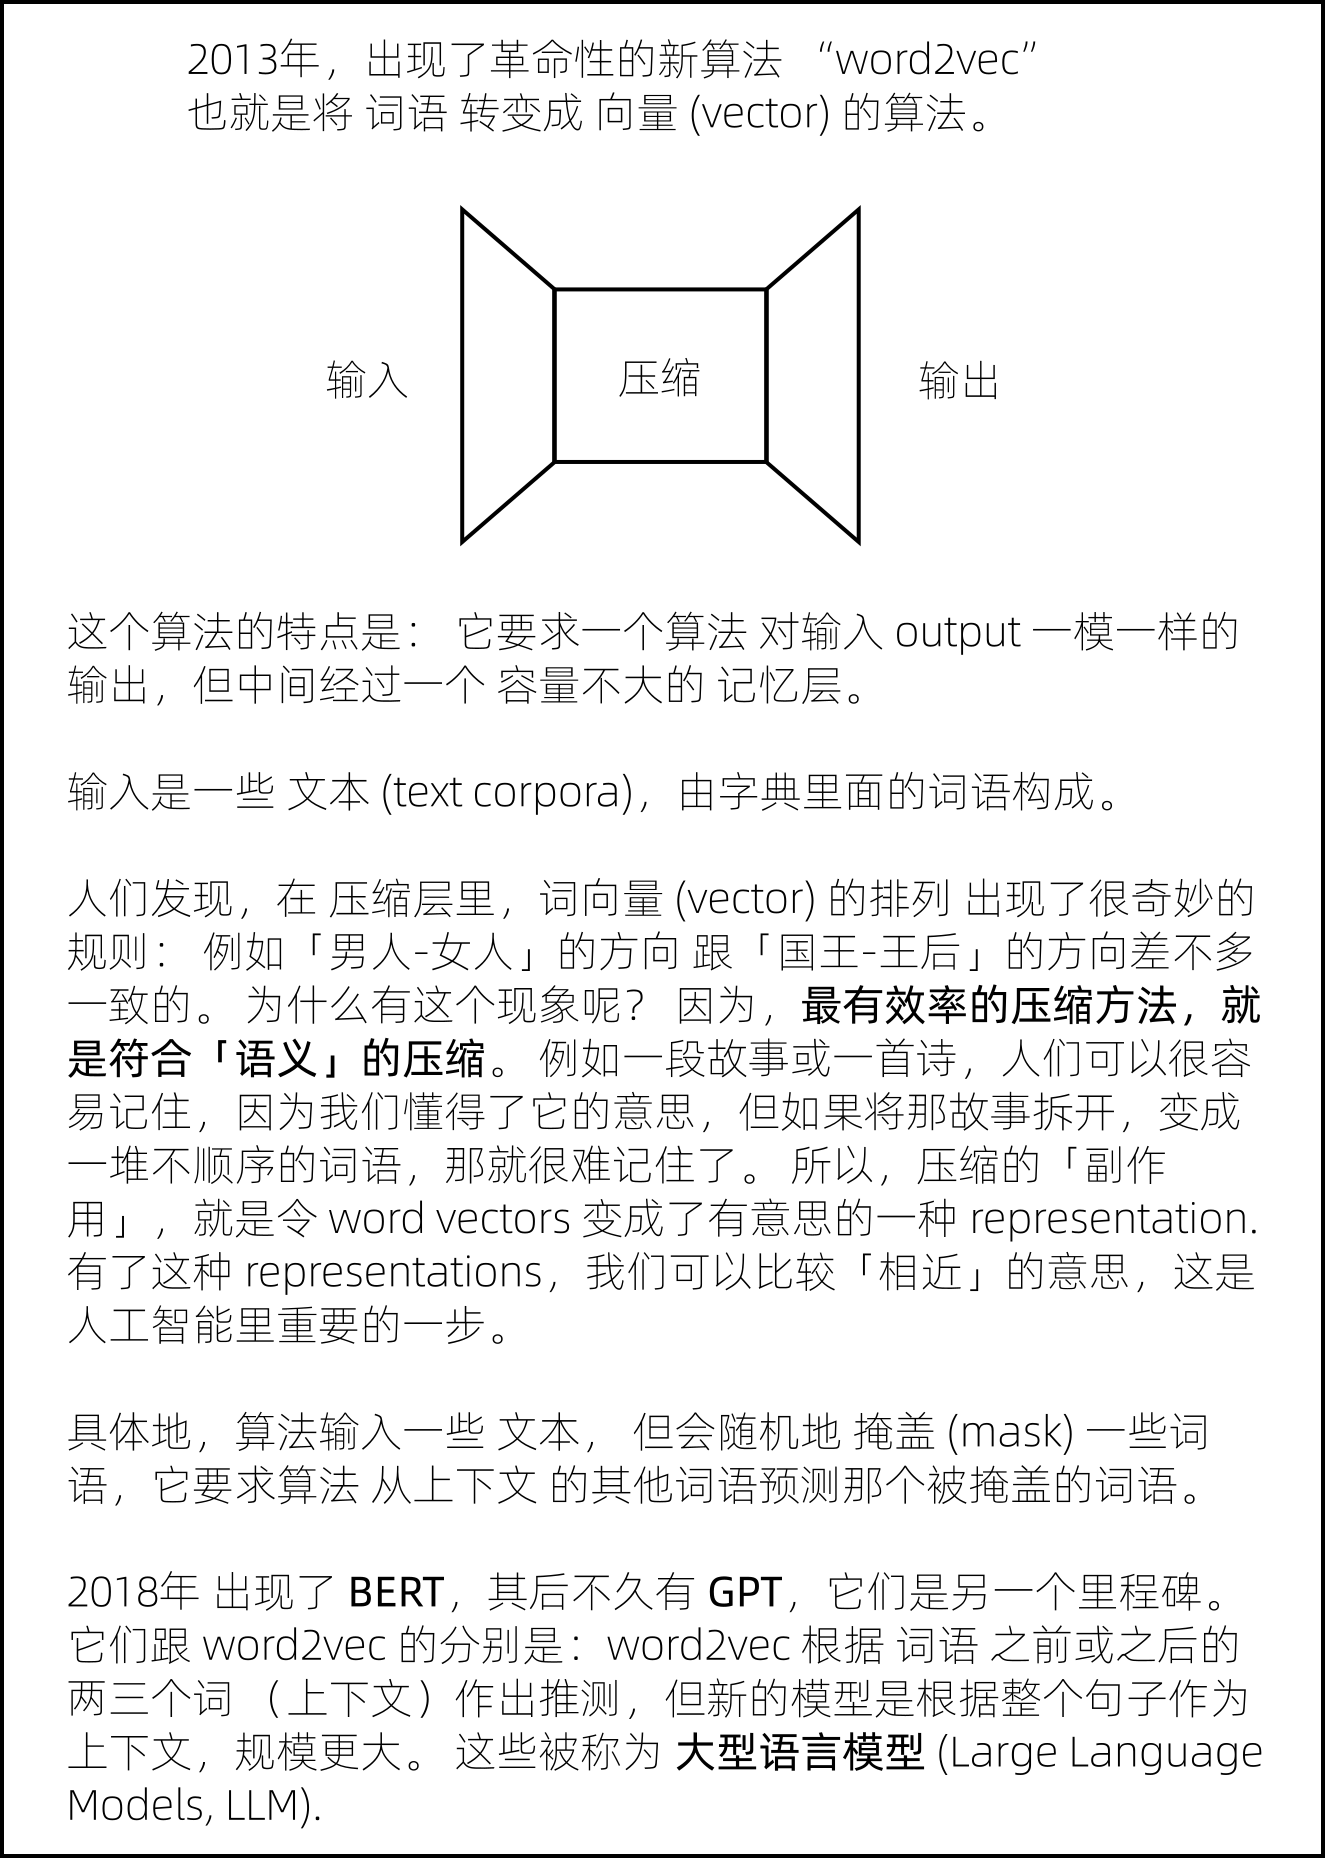 2013年，出现了革命性的新算法 “word2vec”
也就是将 词语 转变成 向量 (vector) 的算法。
输入
压缩
输出
这个算法的特点是： 它要求一个算法 对输入 output 一模一样的
输出，但中间经过一个 容量不大的 记忆层。
输入是一些 文本 (text corpora)，由字典里面的词语构成。
人们发现，在 压缩层里，词向量 (vector) 的排列 出现了很奇妙的
规则： 例如「男人-女人」的方向 跟「国王-王后」的方向差不多
一致的。 为什么有这个现象呢？ 因为，最有效率的压缩方法，就
是符合「语义」的压缩。 例如一段故事或一首诗，人们可以很容
易记住，因为我们懂得了它的意思，但如果将那故事拆开，变成
一堆不顺序的词语，那就很难记住了。 所以，压缩的「副作
用」，就是令 word vectors 变成了有意思的一种 representation.
有了这种 representations，我们可以比较「相近」的意思，这是
人工智能里重要的一步。
具体地，算法输入一些 文本， 但会随机地 掩盖 (mask) 一些词
语，它要求算法 从上下文 的其他词语预测那个被掩盖的词语。
2018年 出现了 BERT，其后不久有 GPT，它们是另一个里程碑。
它们跟 word2vec 的分别是：word2vec 根据 词语 之前或之后的
两三个词 （上下文）作出推测，但新的模型是根据整个句子作为
上下文，规模更大。 这些被称为 大型语言模型 (Large Language
Models, LLM).